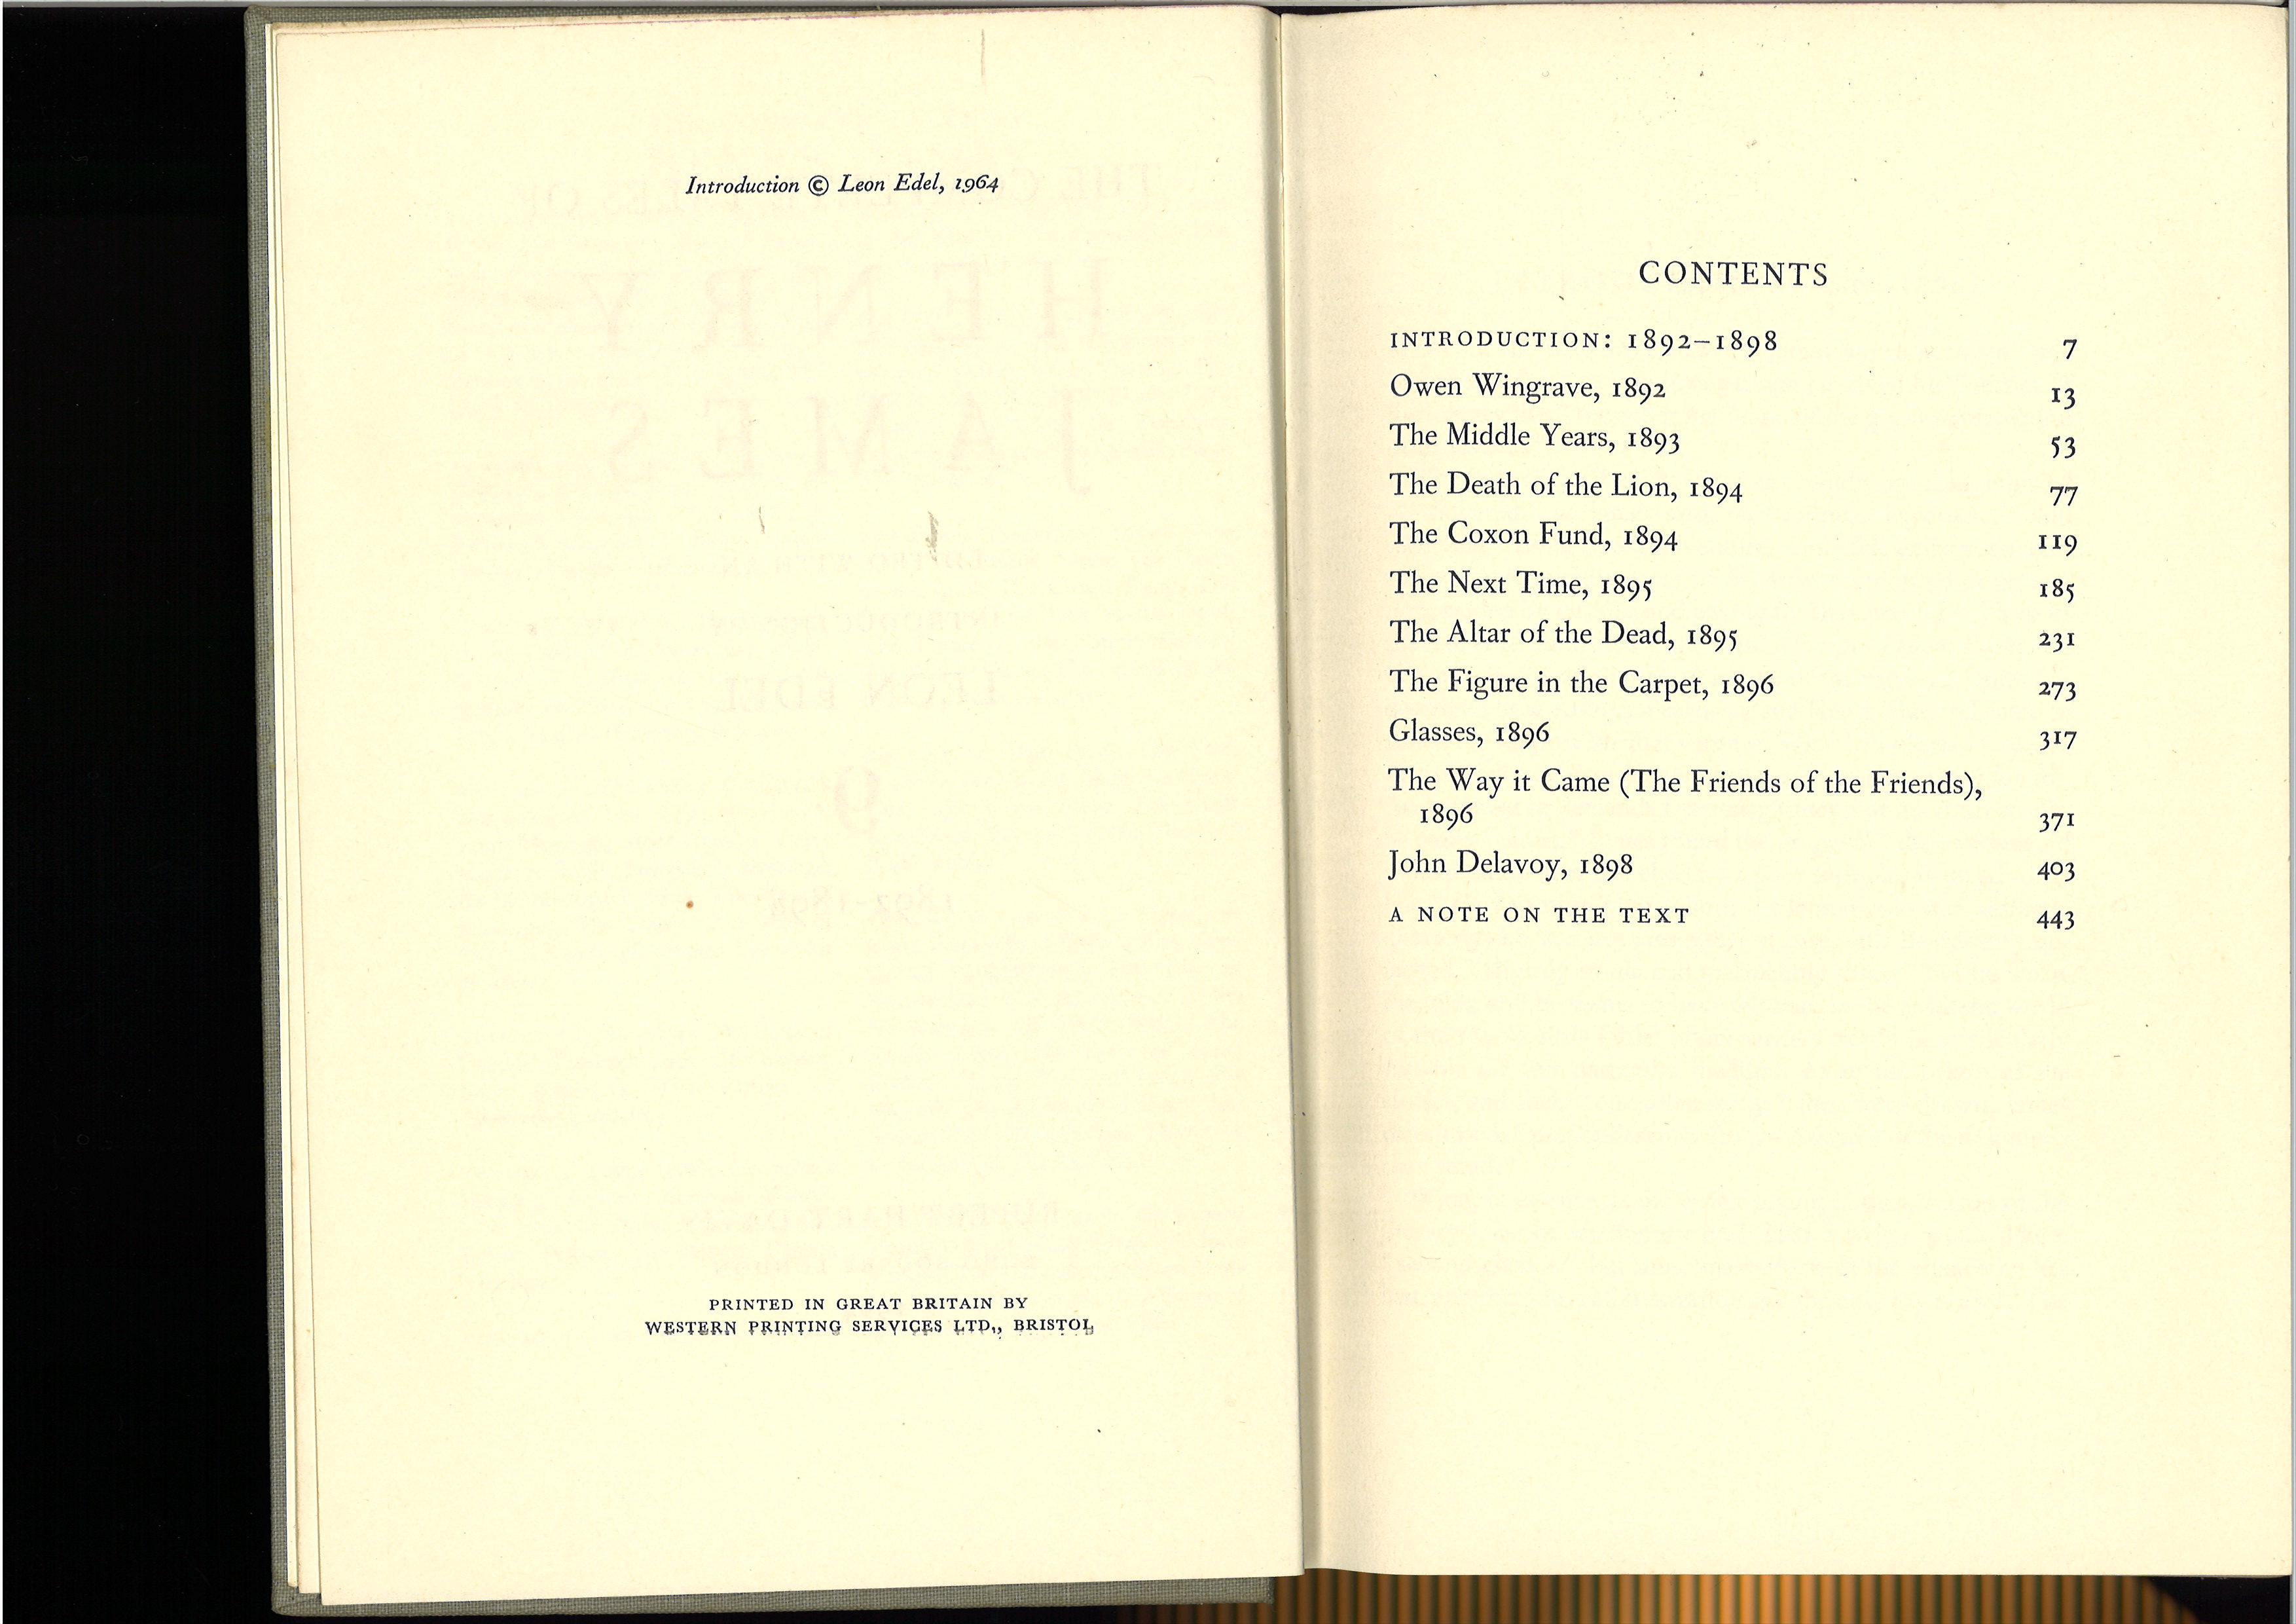 Introduction © Leon Edel, 1964
PRINTED IN GREAT BRITAIN BY
WESTERN PRINTING SERVICES LTD., BRISTOL
CONTENTS
INTRODUCTION: 1892–1898 7
Owen Wingrave, 1892 13
The Middle Years, 1893 53
The Death of the Lion, 1894 77
The Coxon Fund, 1894 119
The Next Time, 1895 185
The Altar of the Dead, 1895 231
The Figure in the Carpet, 1896 273
Glasses, 1896 317
The Way it Came (The Friends of the Friends),
1896 371
John Delavoy, 1898 403
A NOTE ON THE TEXT 443